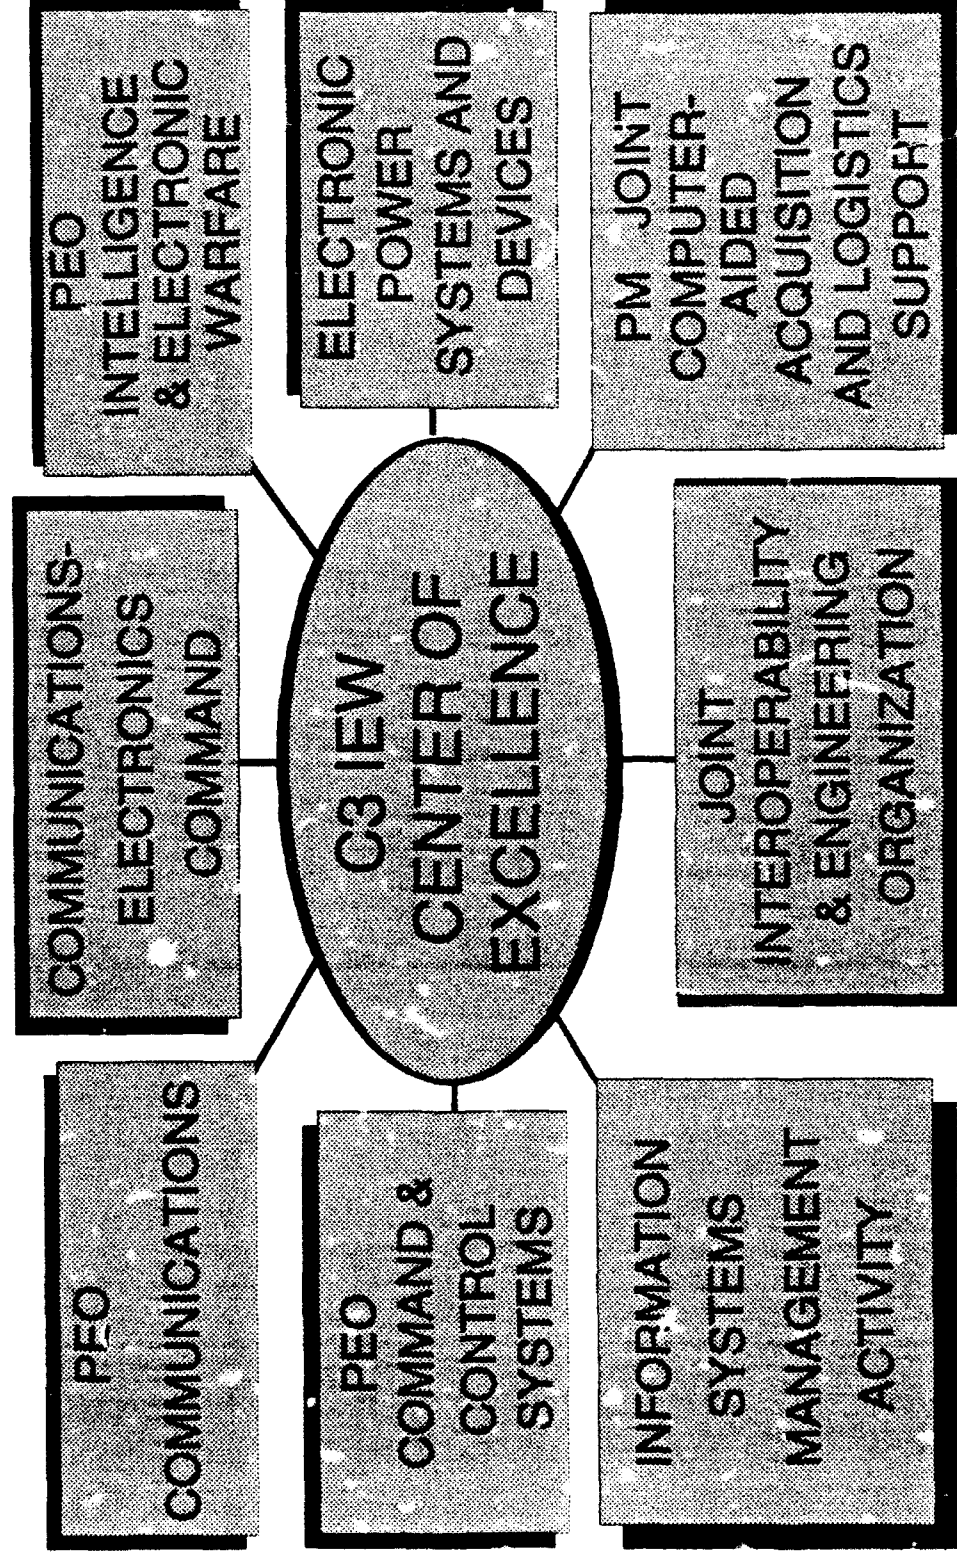 PEO
COMMUNICATIONS
COMMUNICATIONS-
ELECTRONICS
COMMAND
PEO
INTELLIGENCE
& ELECTRONIC
WARFARE
PEO
COMMAND &
CONTROL
SYSTEMS
C3 IEW
CENTER OF
EXCELLENCE
ELECTRONIC
POWER
SYSTEMS AND
DEVICES
INFORMATION
SYSTEMS
MANAGEMENT
ACTIVITY
JOINT
INTEROPERABILITY
& ENGINEERING
ORGANIZATION
PM JOINT
COMPUTER-
AIDED
ACQUISITION
AND LOGISTICS
SUPPORT